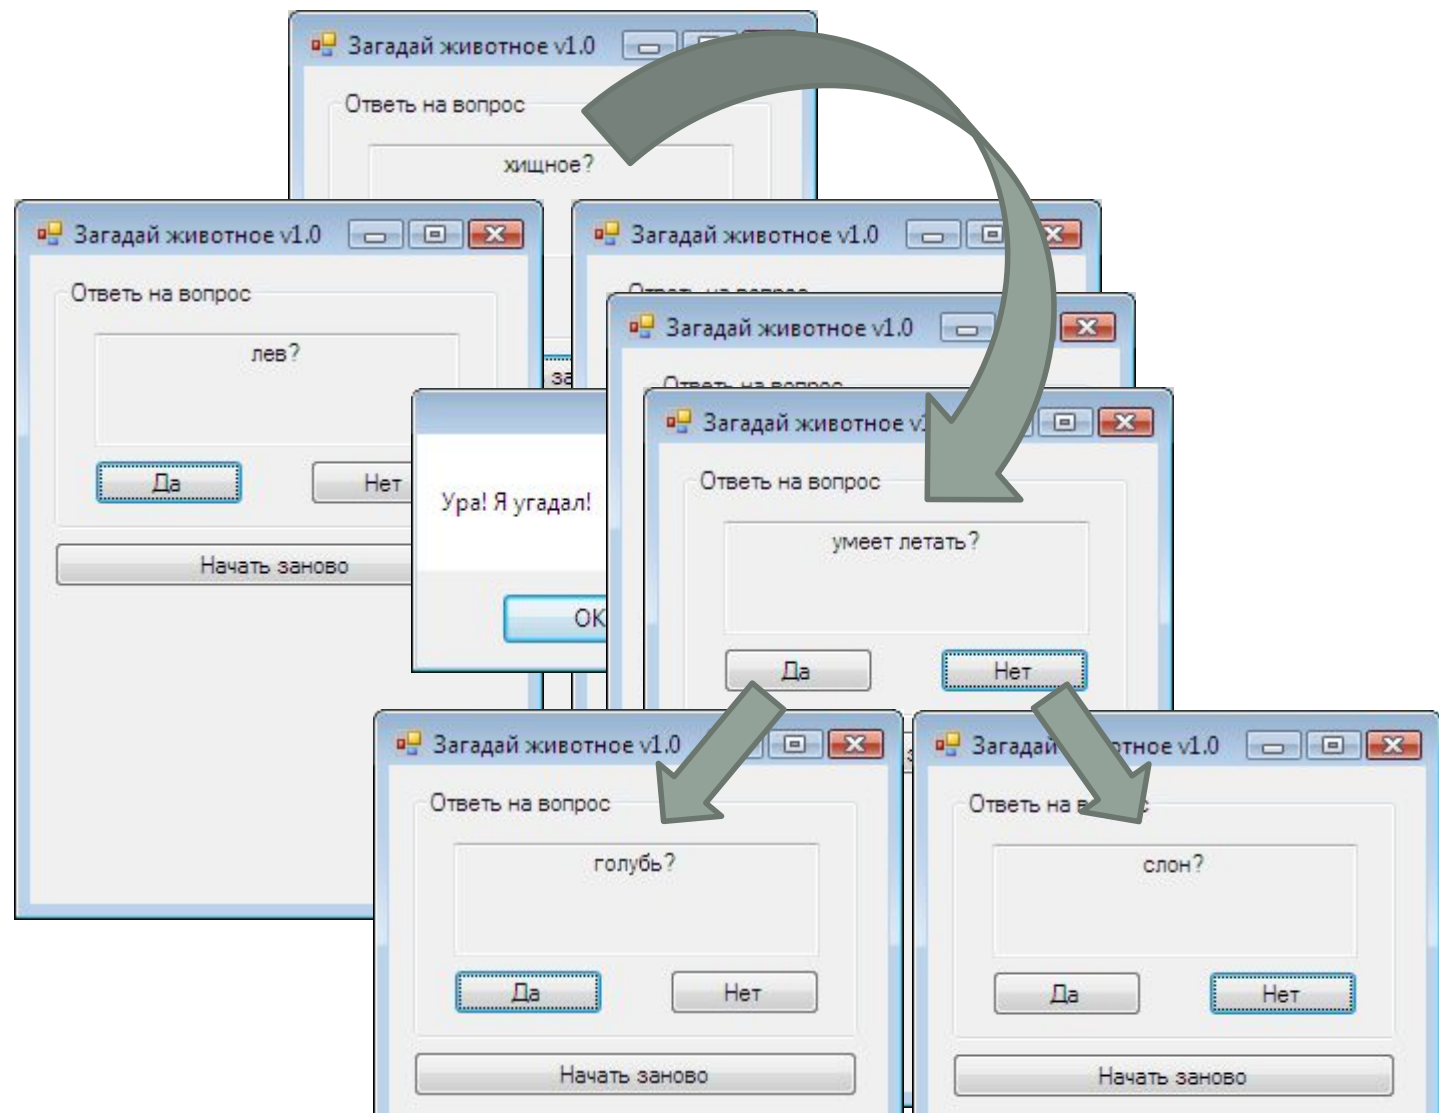 Загадай животное v1.0
Ответь на вопрос
хищное?
Загадай животное v1.0
Ответь на вопрос
лев?
Да
Нет
Начать заново
Загадай животное v1.0
Загадай животное v1.0
Ура! Я угадал!
OK
Загадай животное
Ответь на вопрос
умеет летать?
Да
Нет
Загадай животное v1.0
Ответь на вопрос
голубь?
Да
Нет
Начать заново
Загадай v1.0
Ответь на
слон?
Да
Нет
Начать заново